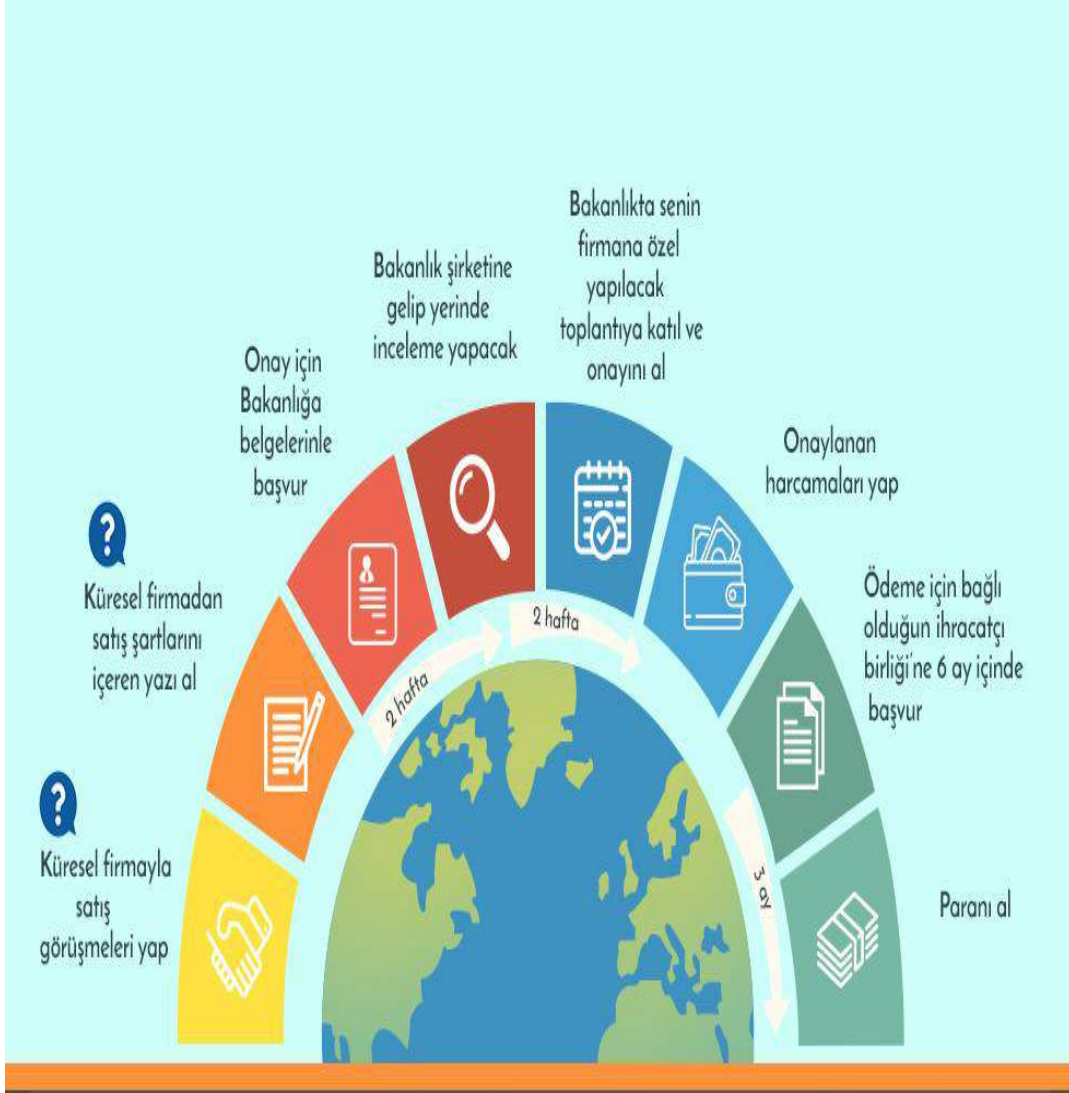 ?
Küresel firmayla
satış
görüşmeleri yap
?
Küresel firmadan
satış şartlarını
içeren yazı al
Onay için
Bakanlığa
belgelerinle
başvur
Bakanlık şirketine
gelip yerinde
inceleme yapacak
Bakanlıkta senin
firmana özel
yapılacak
toplantıya katıl ve
onayını al
Onaylanan
harcamaları yap
Ödeme için bağlı
olduğun ihracatçı
birliği'ne 6 ay içinde
başvur
Paranı al
2 hafta
2 hafta
3 ay